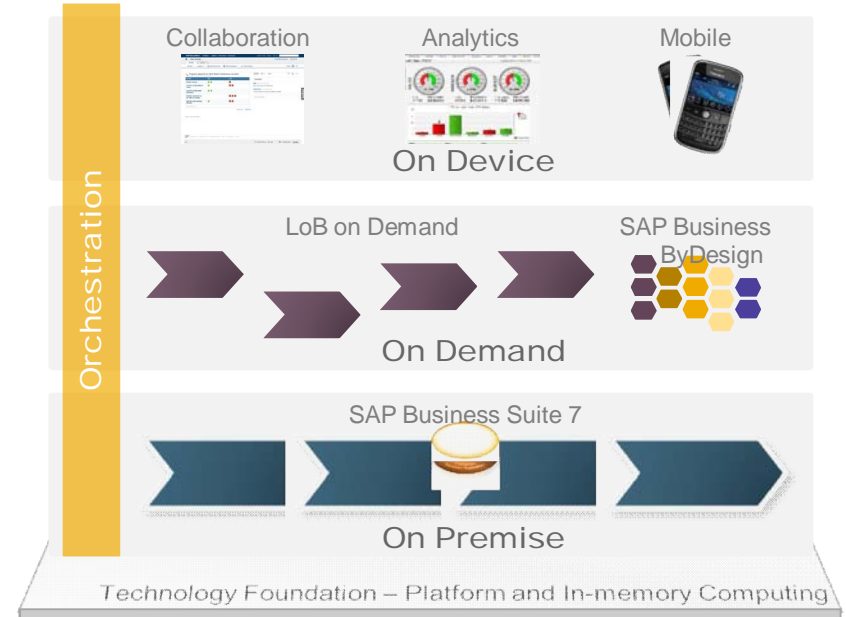 Orchestration
Collaboration
Analytics
Mobile
On Device
LoB on Demand
SAP Business
ByDesign
On Demand
SAP Business Suite 7
On Premise
Technology Foundation – Platform and In-memory Computing